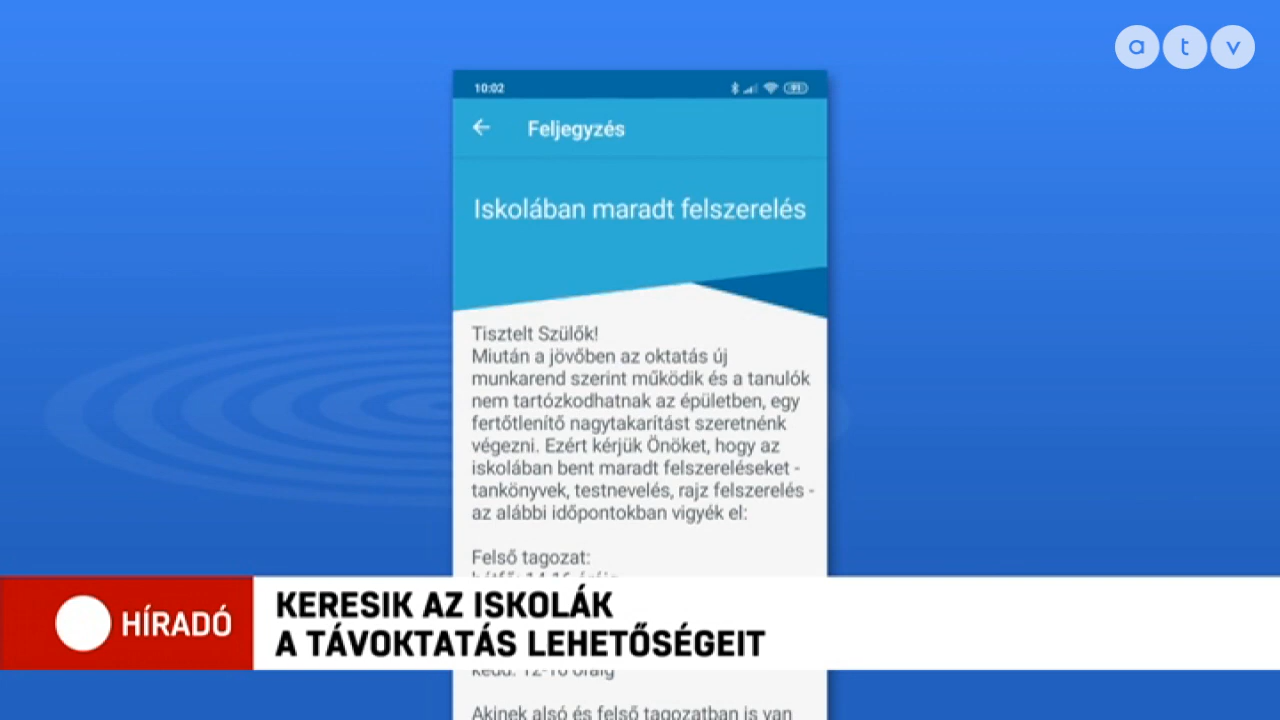 atv
10:02
91
Feljegyzés
Iskolában maradt felszerelés
Tisztelt Szülők!
Miután a jövőben az oktatás új
munkarend szerint működik és a tanulók
nem tartózkodhatnak az épületben, egy
fertőtlenítő nagytakarítást szeretnénk
végezni. Ezért kérjük Önöket, hogy az
iskolában bent maradt felszereléseket -
tankönyvek, testnevelés, rajz felszerelés -
az alábbi időpontokban vigyék el:
Felső tagozat:
HÍRADÓ
KERESIK AZ ISKOLÁK
A TÁVOKTATÁS LEHETŐSÉGEIT
kedd: 12-16 óráig
Akinek alsó és felső tagozatban is van